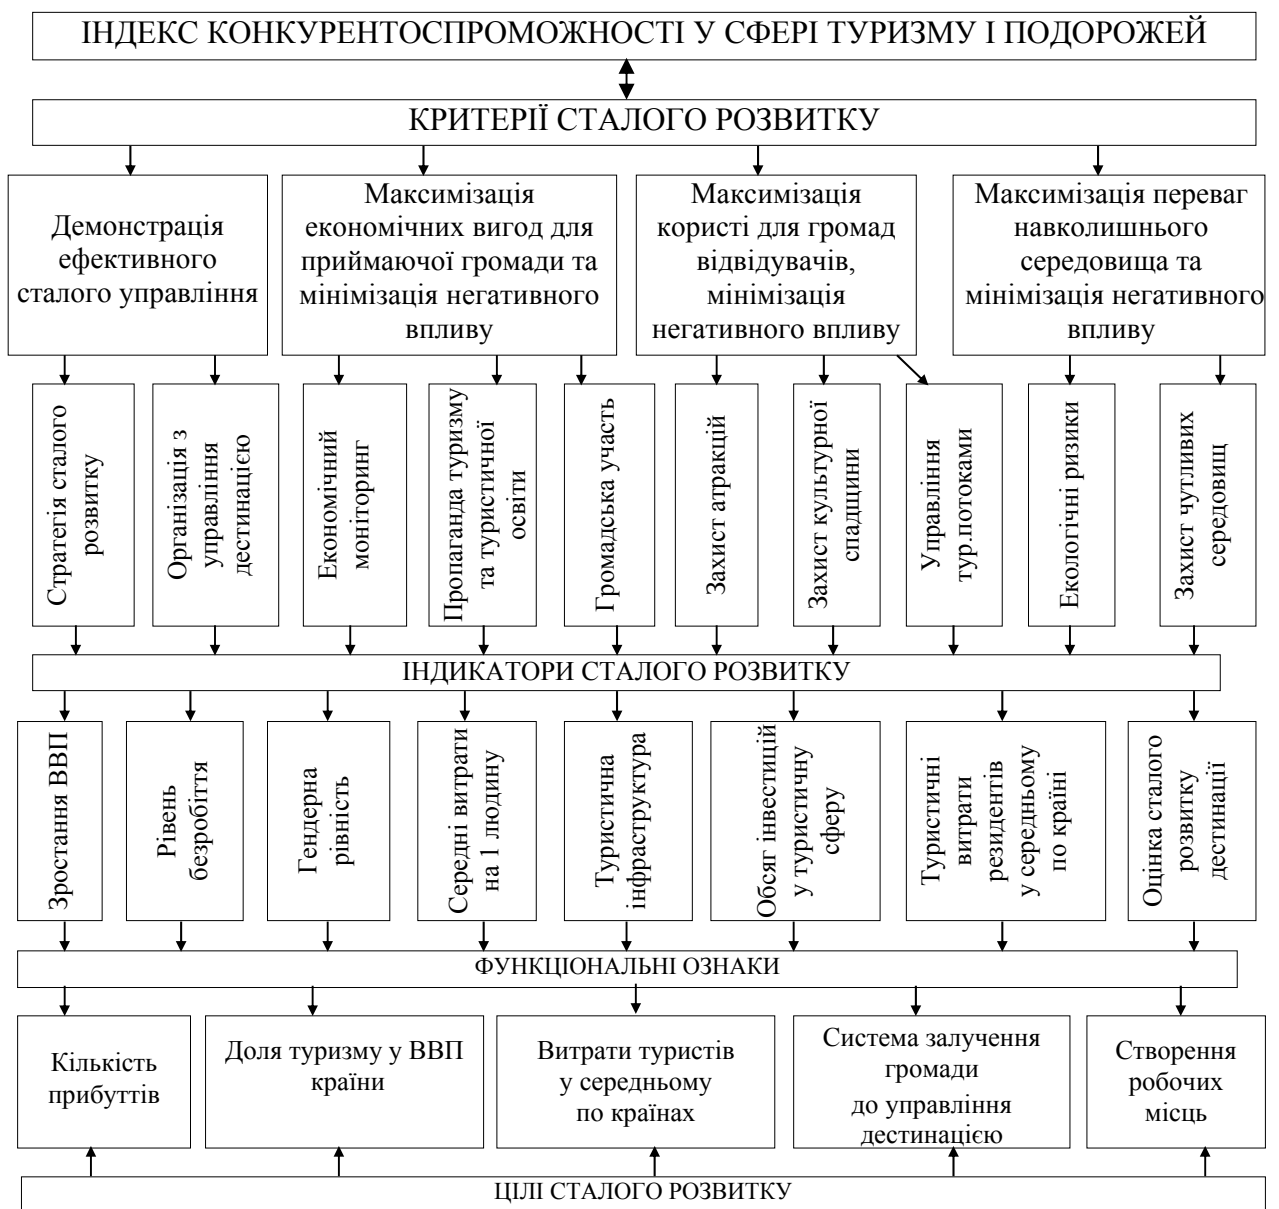 ІНДЕКС КОНКУРЕНТОСПРОМОЖНОСТІ У СФЕРІ ТУРИЗМУ І ПОДОРОЖЕЙ
КРИТЕРІЇ СТАЛОГО РОЗВИТКУ
Демонстрація
ефективного
сталого управління
Максимізація
економічних вигод для
приймаючої громади та
мінімізація негативного
впливу
Максимізація
користі для громад
відвідувачів,
мінімізація
негативного впливу
Максимізація переваг
навколишнього
середовища та
мінімізація негативного
впливу
Стратегія сталого
розвитку
Організація з
управління
дестинацією
Економічний
моніторинг
Пропаганда туризму
та туристичної
освіти
Громадська участь
Захист атракцій
Захист культурної
спадщини
Управління
тур.потоками
Екологічні ризики
Захист чутливих
середовищ
ІНДИКАТОРИ СТАЛОГО РОЗВИТКУ
Зростання ВВП
Рівень
безробіття
Гендерна
рівність
Середні витрати
на 1 людину
Туристична
інфраструктура
Обсяг інвестицій
у туристичну
сферу
Туристичні
витрати
резидентів
у середньому
по країні
Оцінка сталого
розвитку
дестинації
ФУНКЦІОНАЛЬНІ ОЗНАКИ
Кількість
прибуттів
Доля туризму у ВВП
країни
Витрати туристів
у середньому
по країнах
Система залучення
громади
до управління
дестинацією
Створення
робочих
місць
ЦІЛІ СТАЛОГО РОЗВИТКУ